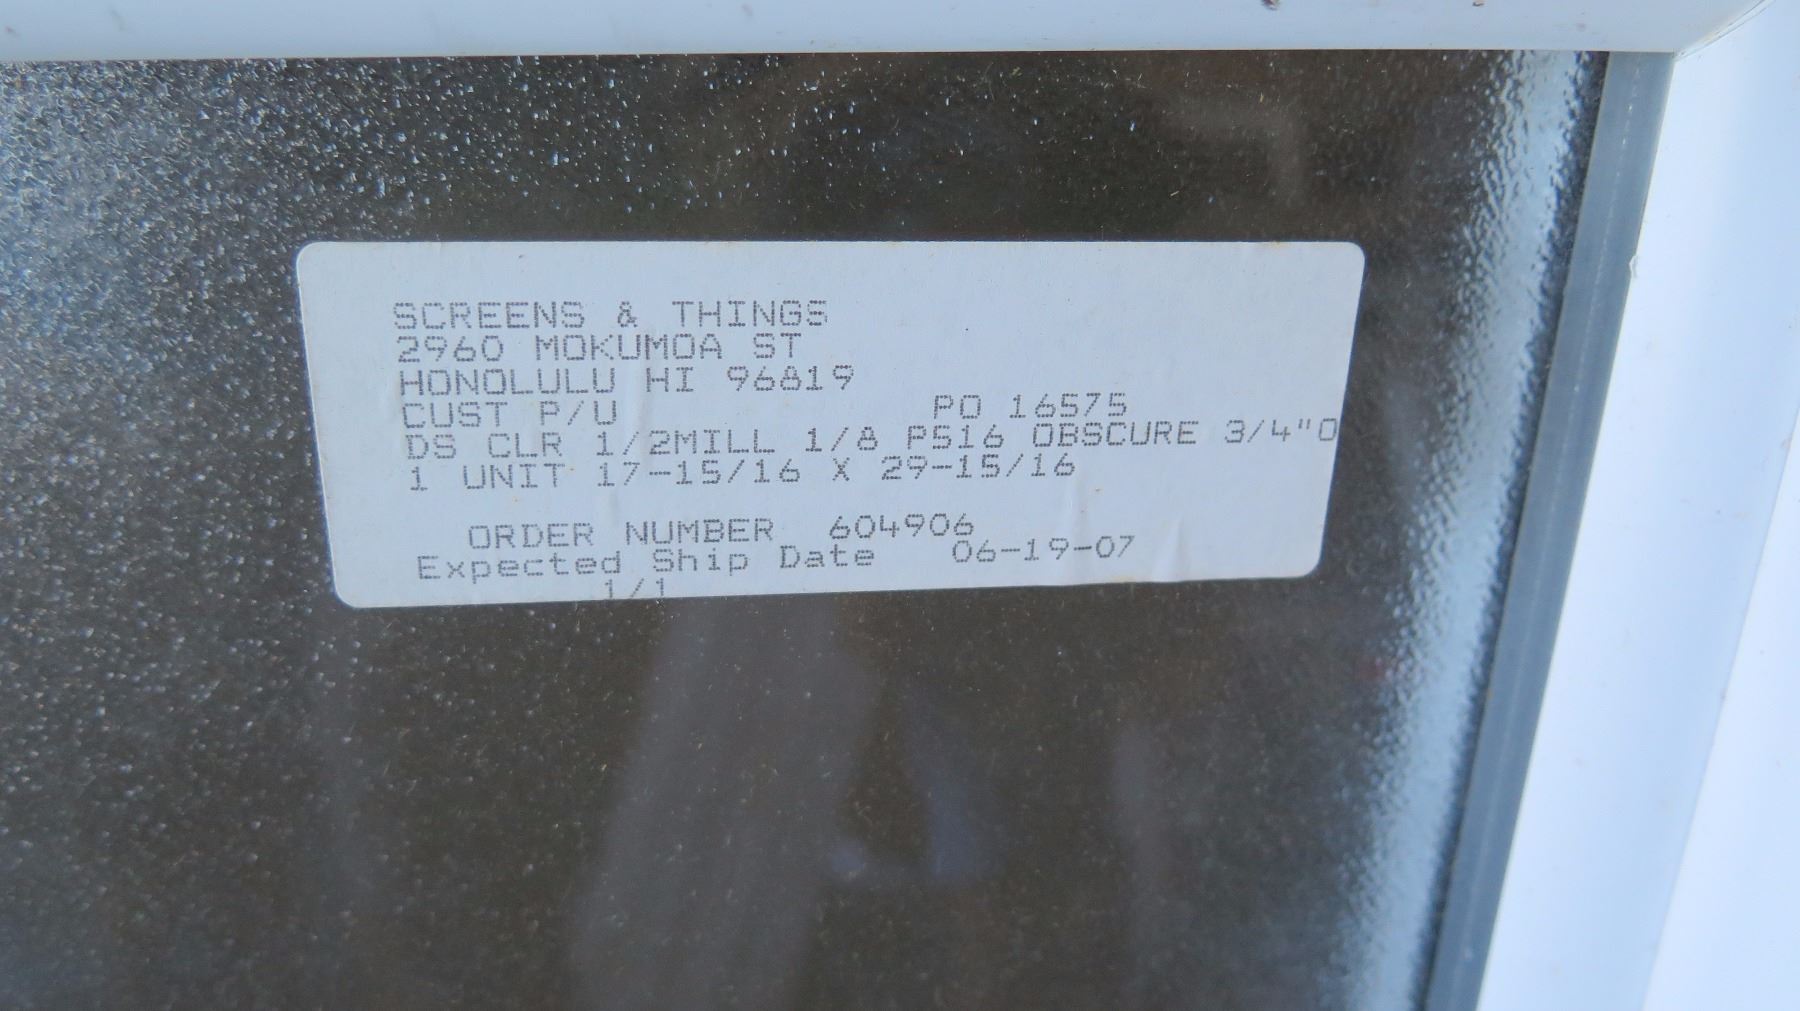 SCREENS & THINGS
2960 MOKUMOA ST
HONOLULU HI 96819
CUST P/U PO 16575
DS CLR 1/2MILL 1/8 P516 OBSCURE 3/4"O
1 UNIT 17-15/16 X 29-15/16
ORDER NUMBER 604906
Expected Ship Date 06-19-07
1/1